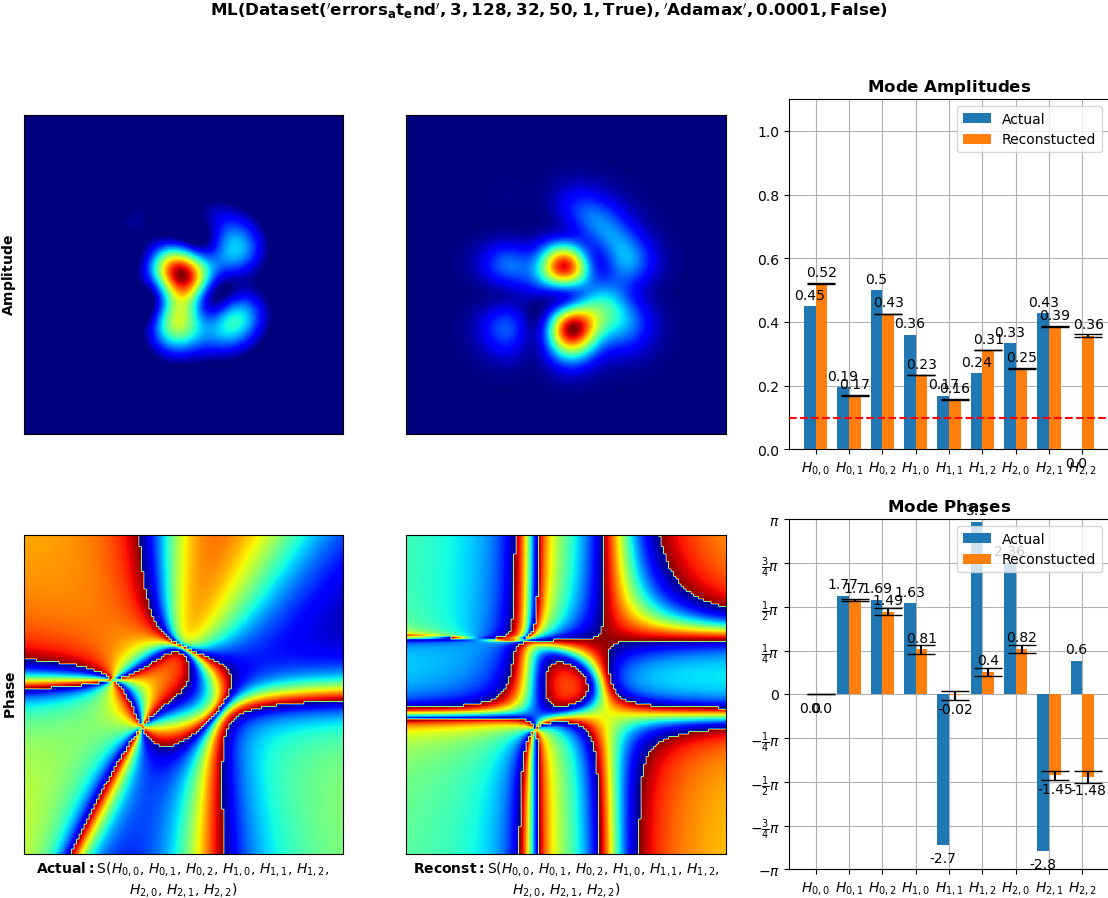 ML(Dataset('errors_at_end', 3, 128, 32, 50, 1, True), 'Adamax', 0.0001, False)
Amplitude
Mode Amplitudes
Actual
Reconstucted
1.0
0.8
0.6
0.4
0.2
0.0
0.45
0.52
0.19
0.17
0.5
0.43
0.36
0.23
0.17
0.16
0.24
0.31
0.33
0.25
0.43
0.39
0.0
0.36
H0,0 H0,1 H0,2 H1,0 H1,1 H1,2 H2,0 H2,1 H2,2
Phase
Actual: S(H0,0, H0,1, H0,2, H1,0, H1,1, H1,2,
H2,0, H2,1, H2,2)
Reconst: S(H0,0, H0,1, H0,2, H1,0, H1,1, H1,2,
H2,0, H2,1, H2,2)
Mode Phases
Actual
Reconstucted
π
3/4π
1/2π
1/4π
0
−1/4π
−1/2π
−3/4π
−π
0.0
0.0
1.77
1.7
1.69
1.49
1.63
0.81
-2.7
-0.02
3.1
0.4
2.36
0.82
-2.8
-1.45
0.6
-1.48
H0,0 H0,1 H0,2 H1,0 H1,1 H1,2 H2,0 H2,1 H2,2